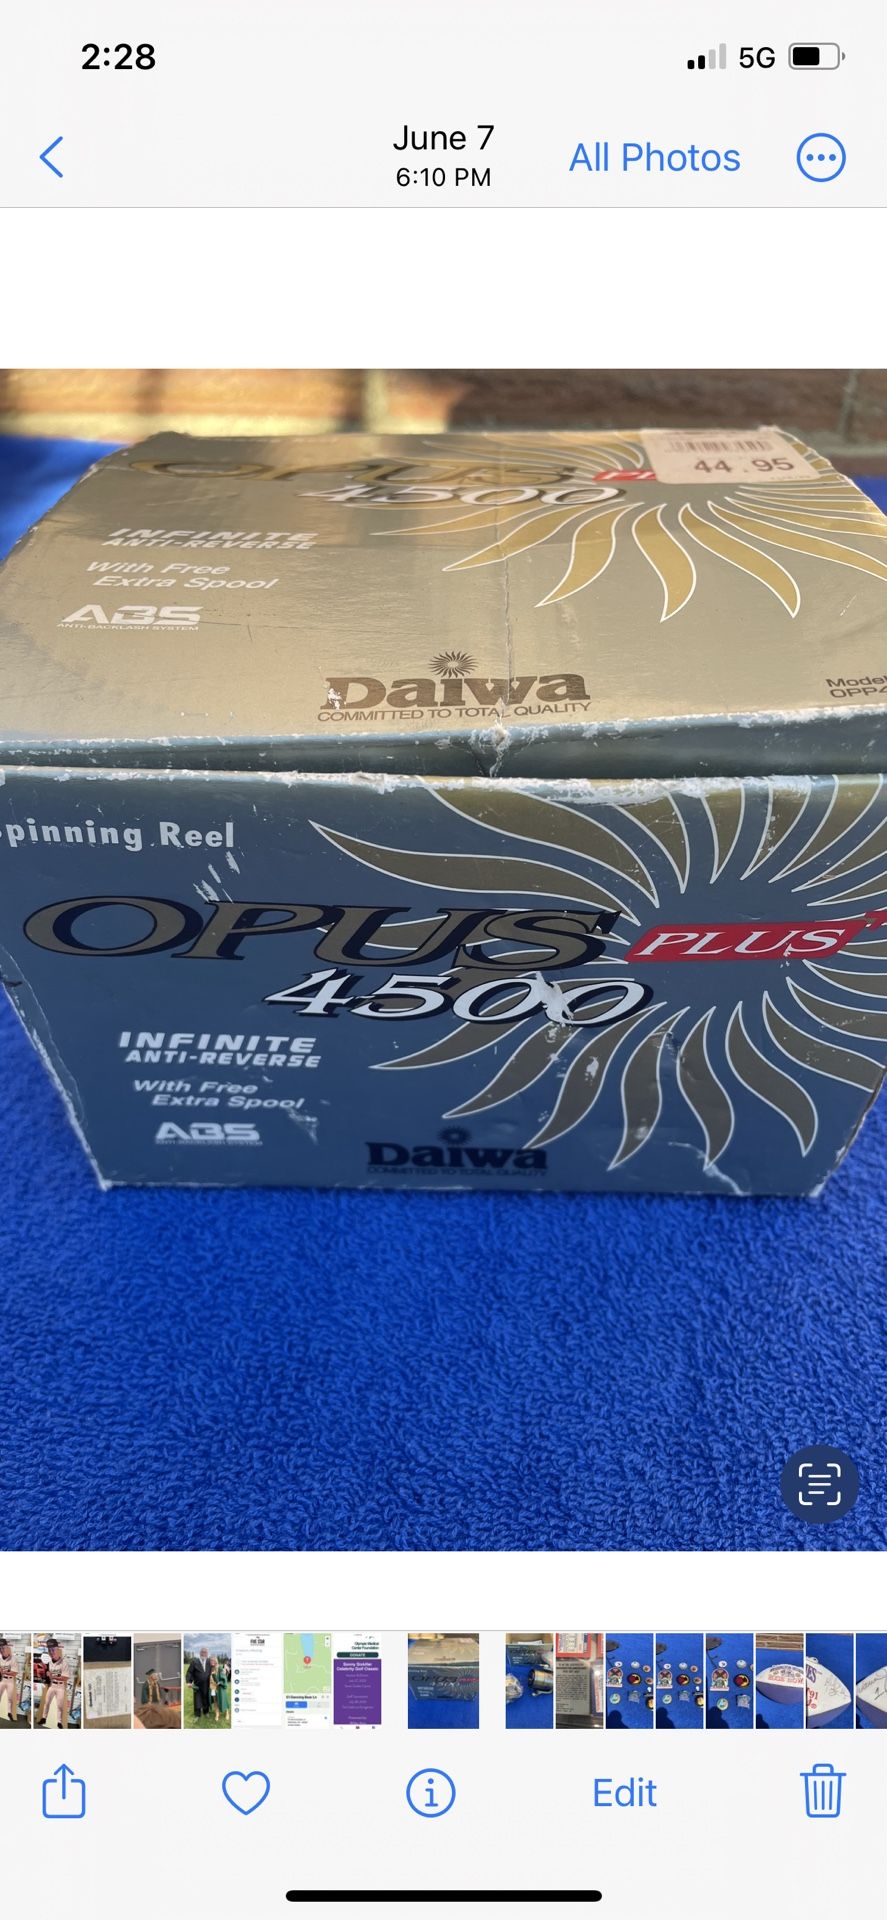 2:28
5G
June 7
6:10 PM
All Photos
44.95
OPUS
4500
INFINITE
ANTI-REVERSE
With Free
Extra Spool
ABS
ANTI-BACKLASH SYSTEM
Daiwa
COMMITTED TO TOTAL QUALITY
Model
pinning Reel
OPUS PLUS
4500
INFINITE
ANTI-REVERSE
With Free
Extra Spool
ABS
Daiwa
COMMITTED TO TOTAL QUALITY
Edit